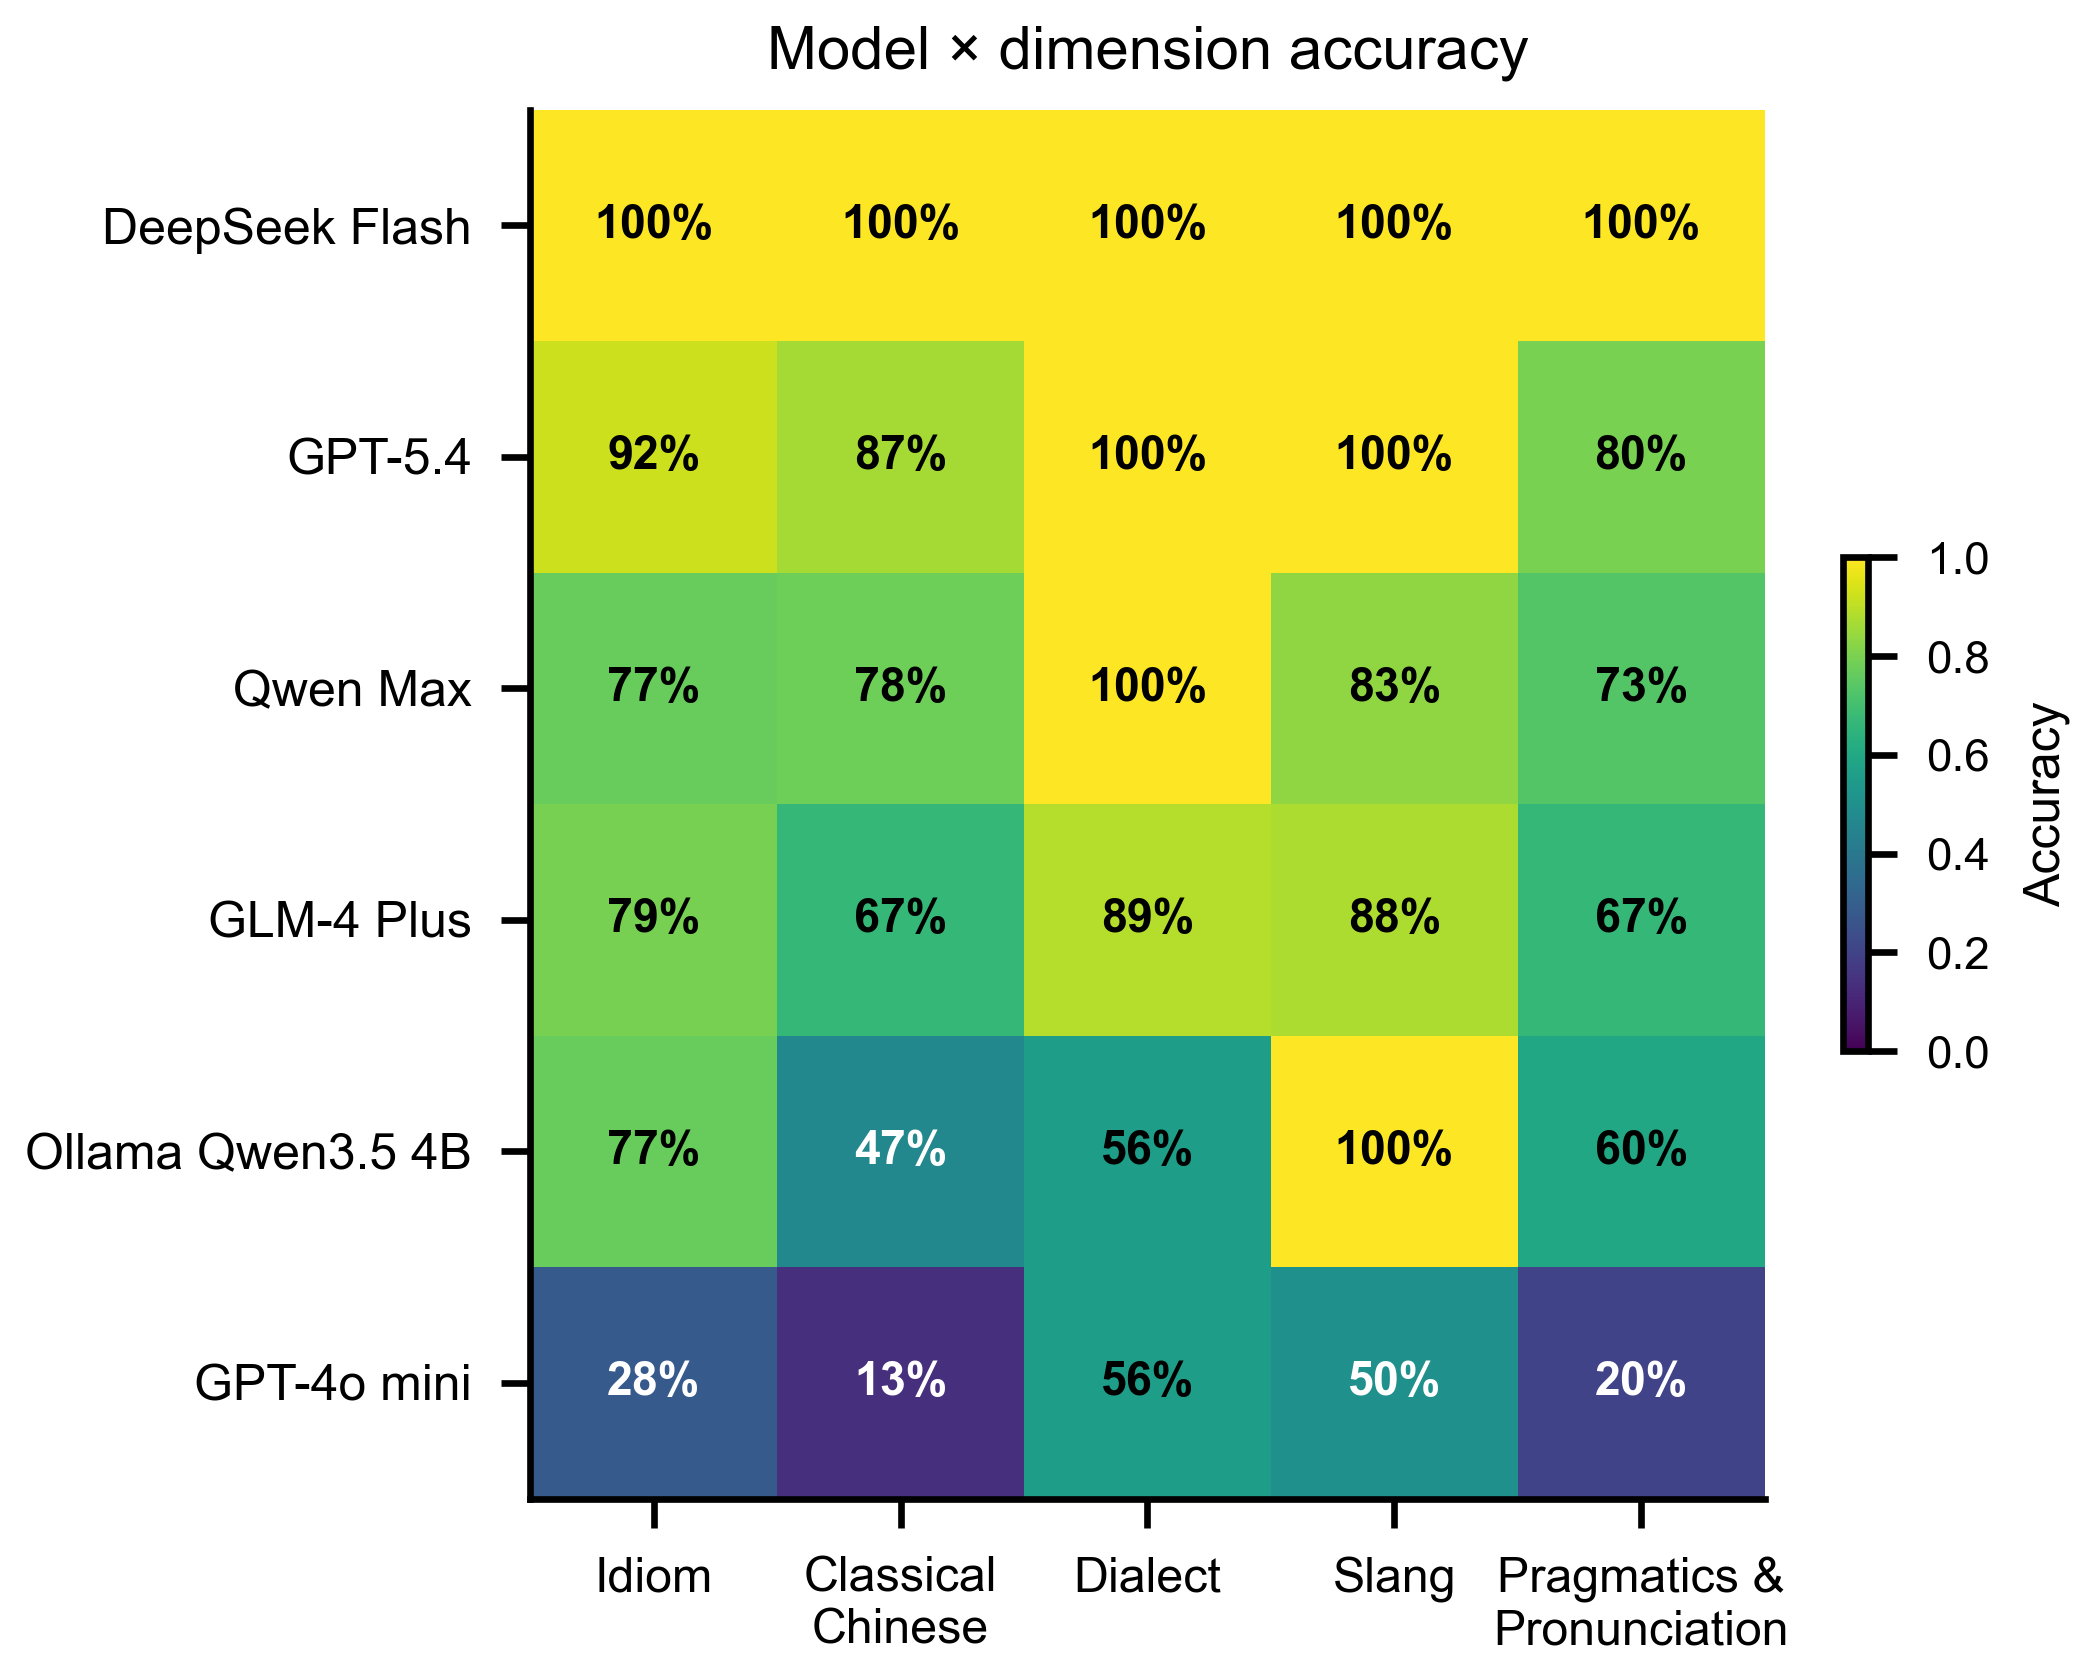 Model × dimension accuracy
DeepSeek Flash
100% 100% 100% 100% 100%
GPT-5.4
92% 87% 100% 100% 80%
Qwen Max
77% 78% 100% 83% 73%
GLM-4 Plus
79% 67% 89% 88% 67%
Ollama Qwen3.5 4B
77% 47% 56% 100% 60%
GPT-4o mini
28% 13% 56% 50% 20%
Idiom
Classical
Chinese
Dialect
Slang
Pragmatics &
Pronunciation
1.0
0.8
0.6
0.4
0.2
0.0
Accuracy